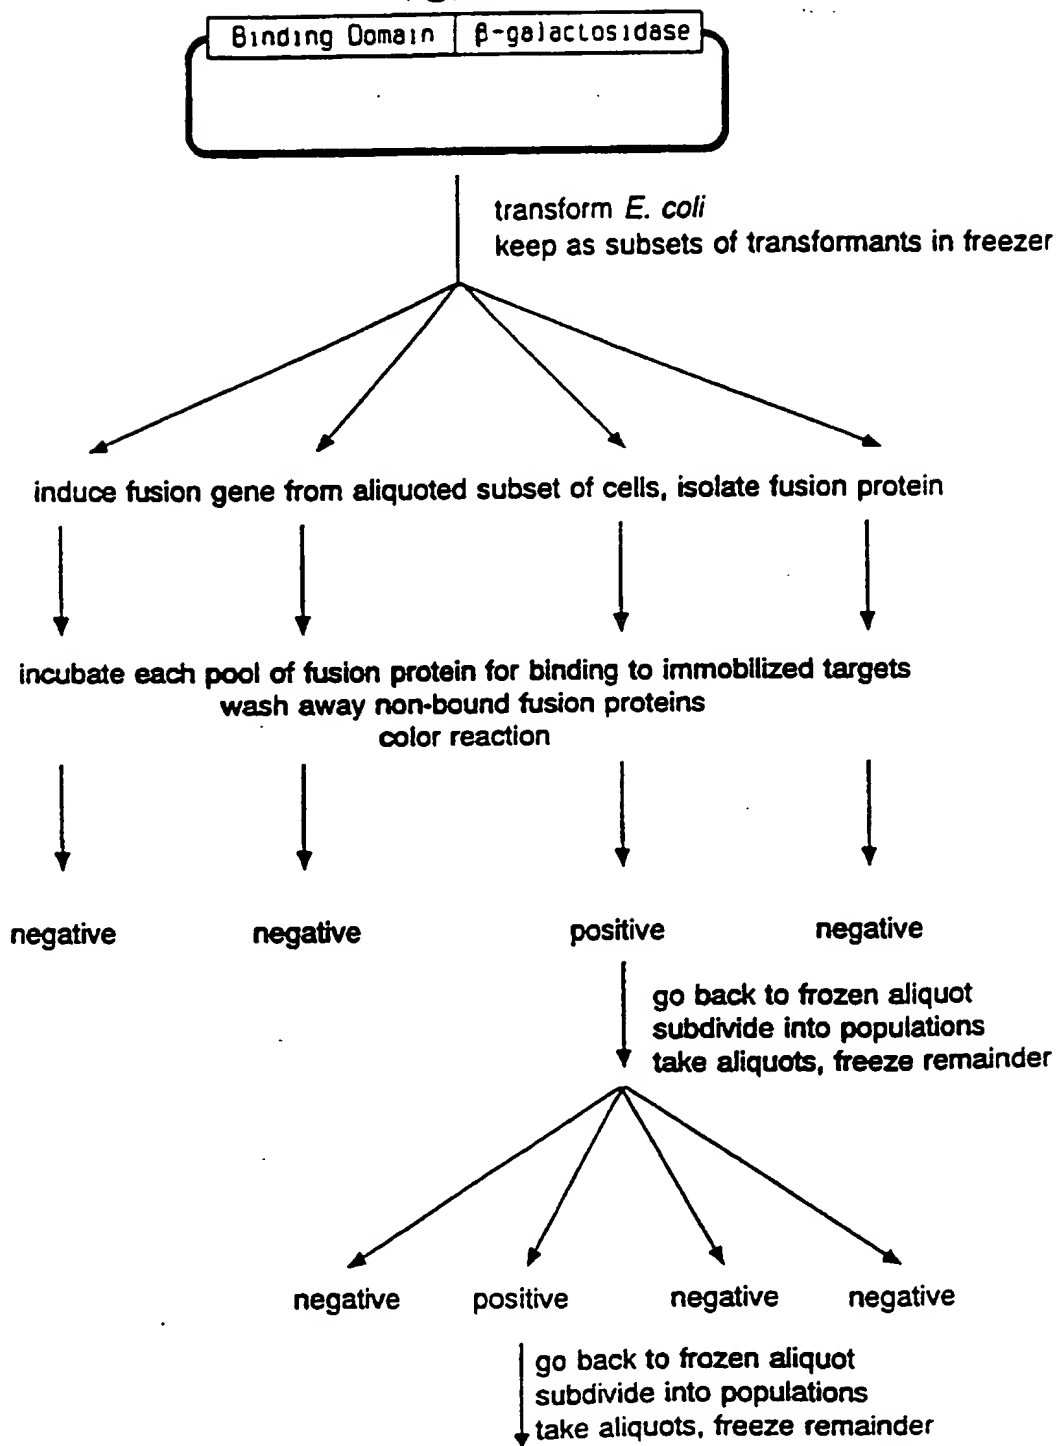 Binding Domain β-galactosidase
transform E. coli
keep as subsets of transformants in freezer
induce fusion gene from aliquoted subset of cells, isolate fusion protein
incubate each pool of fusion protein for binding to immobilized targets
wash away non-bound fusion proteins
color reaction
negative negative positive negative
go back to frozen aliquot
subdivide into populations
take aliquots, freeze remainder
negative positive negative negative
go back to frozen aliquot
subdivide into populations
take aliquots, freeze remainder